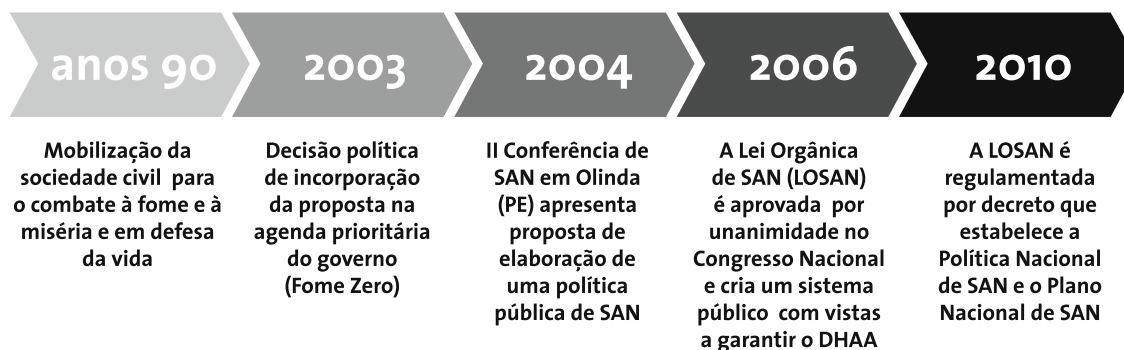 anos 90
Mobilização da
sociedade civil para
o combate à fome e à
miséria e em defesa
da vida
2003
Decisão política
de incorporação
da proposta na
agenda prioritária
do governo
(Fome Zero)
2004
II Conferência de
SAN em Olinda
(PE) apresenta
proposta de
elaboração de
uma política
pública de SAN
2006
A Lei Orgânica
de SAN (LOSAN)
é aprovada por
unanimidade no
Congresso Nacional
e cria um sistema
público com vistas
a garantir o DHAA
2010
A LOSAN é
regulamentada
por decreto que
estabelece a
Política Nacional
de SAN e o Plano
Nacional de SAN